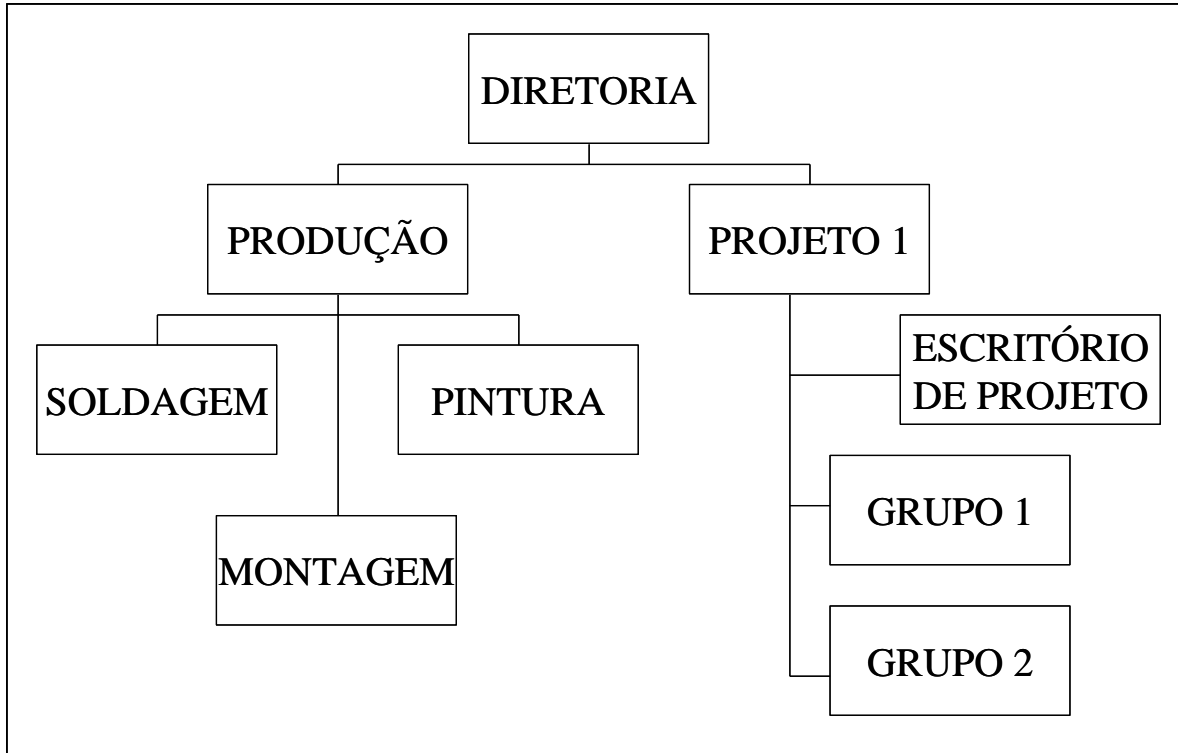 DIRETORIA
PRODUÇÃO
PROJETO 1
SOLDAGEM
PINTURA
MONTAGEM
ESCRITÓRIO
DE PROJETO
GRUPO 1
GRUPO 2